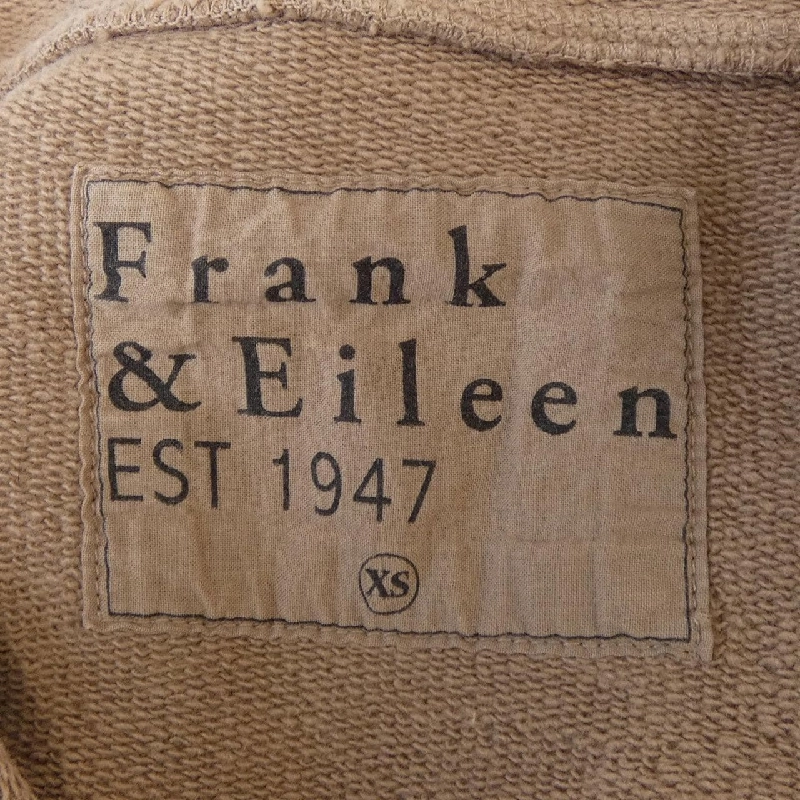 Frank
& Eileen
EST 1947
XS